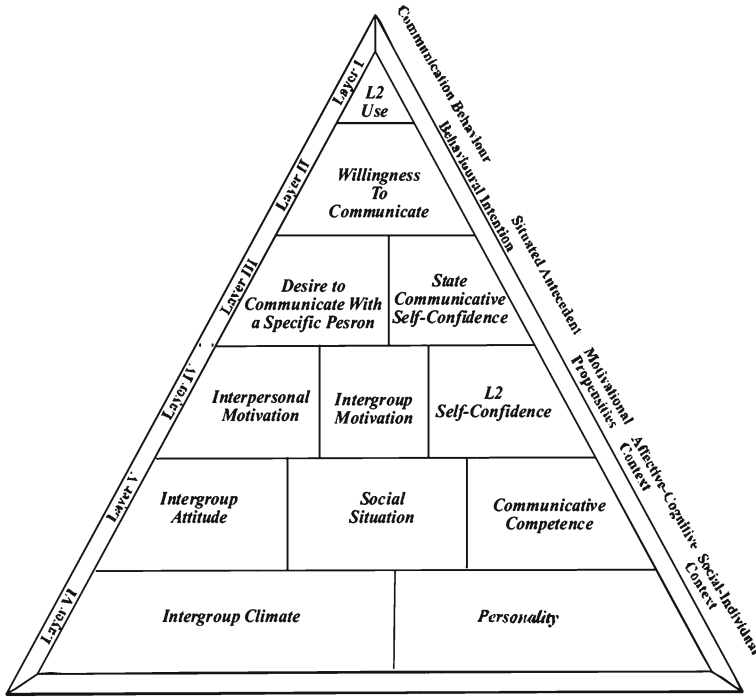 Layer I
L2
Use
Communication Behaviour
Layer II
Willingness
To
Communicate
Behavioural Intention
Layer III
Desire to
Communicate With
a Specific Pesron
State
Communicative
Self-Confidence
Situated Antecedent
Layer IV
Interpersonal
Motivation
Intergroup
Motivation
L2
Self-Confidence
Motivational
Propensities
Layer V
Intergroup
Attitude
Social
Situation
Communicative
Competence
Affective-Cognitive
Context
Layer VI
Intergroup Climate
Personality
Social-Individual
Context